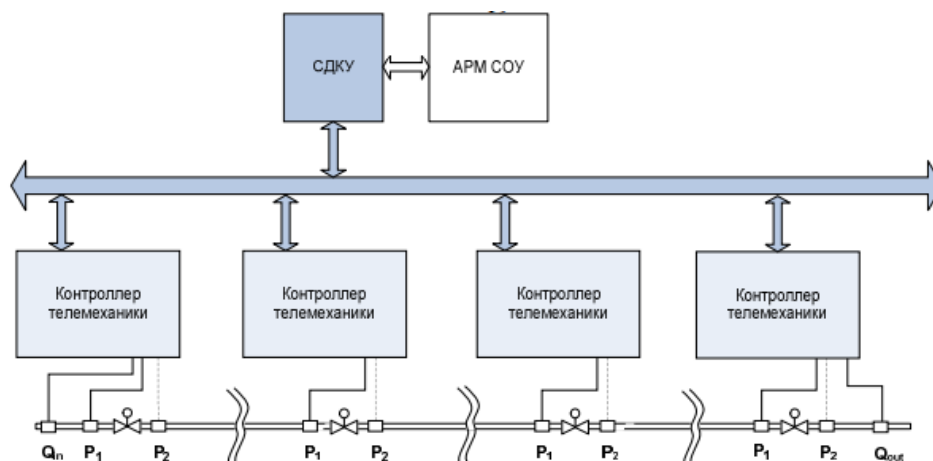 СДКУ
АРМ СОУ
Контроллер
телемеханики
Контроллер
телемеханики
Контроллер
телемеханики
Контроллер
телемеханики
Qin P1 P2 P1 P2 P1 P2 P1 P2 Qout